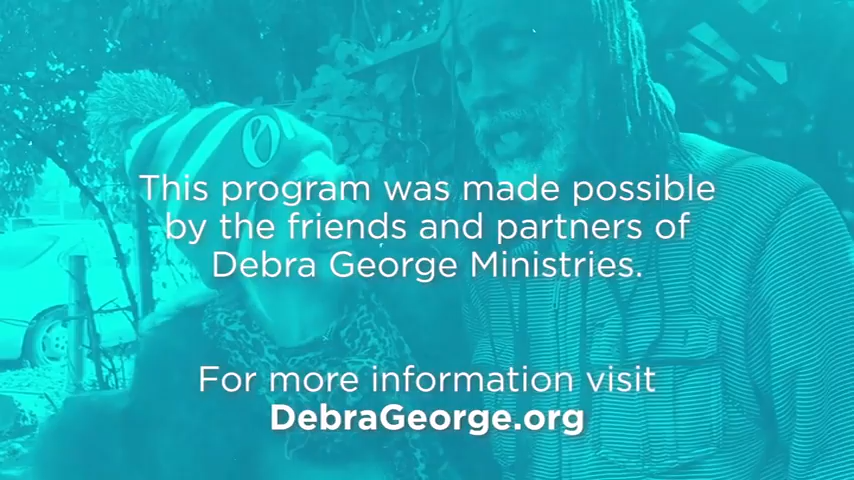 This program was made possible
by the friends and partners of
Debra George Ministries.
For more information visit
DebraGeorge.org